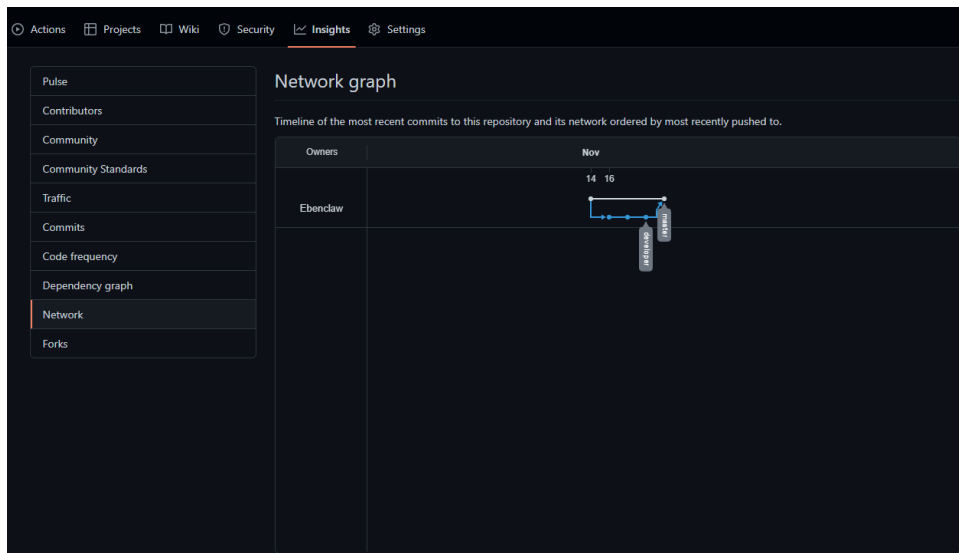 Actions Projects Wiki Security Insights Settings
Pulse
Contributors
Community
Community Standards
Traffic
Commits
Code frequency
Dependency graph
Network
Forks
Network graph
Timeline of the most recent commits to this repository and its network ordered by most recently pushed to.
Owners Nov
14 16
Ebenclaw
master
developer